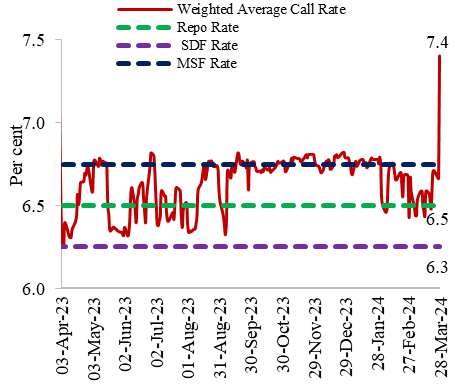 Weighted Average Call Rate
Repo Rate
SDF Rate
MSF Rate
7.5
7.4
7.0
6.5
6.5
6.3
6.0
Per cent
03-Apr-23
03-May-23
02-Jun-23
02-Jul-23
01-Aug-23
31-Aug-23
30-Sep-23
30-Oct-23
29-Nov-23
29-Dec-23
28-Jan-24
27-Feb-24
28-Mar-24